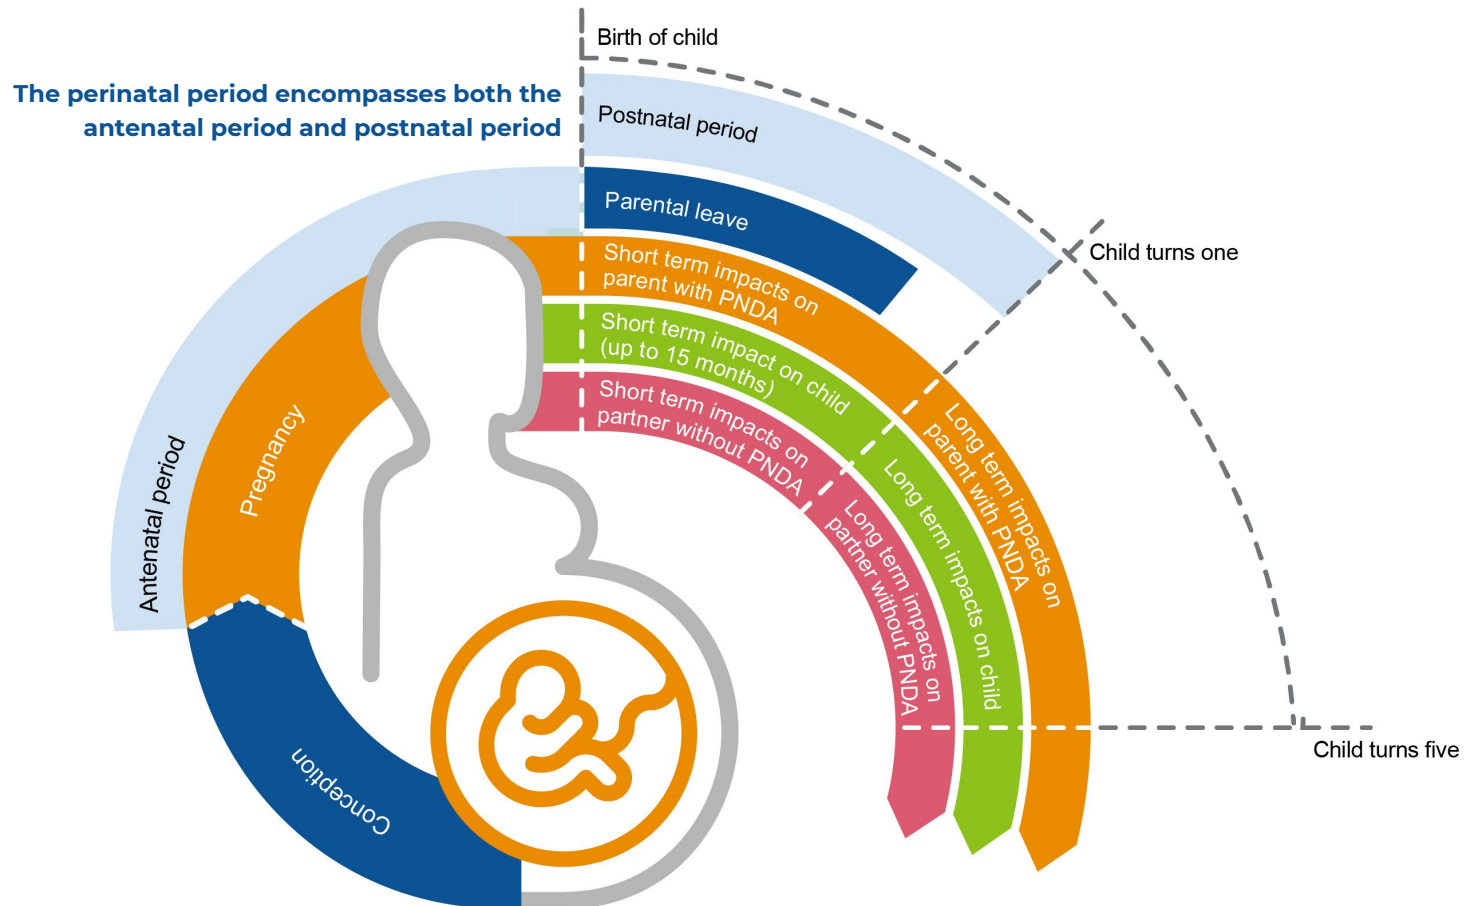 Birth of child
The perinatal period encompasses both the
antenatal period and postnatal period
Postnatal period
Parental leave
Child turns one
Short term impacts on
parent with PNDA
Short term impact on child
(up to 15 months)
Short term impacts on
partner without PNDA
Long term impacts on
parent with PNDA
Long term impacts on child
Long term impacts on
partner without PNDA
Antenatal period
Pregnancy
Conception
Child turns five